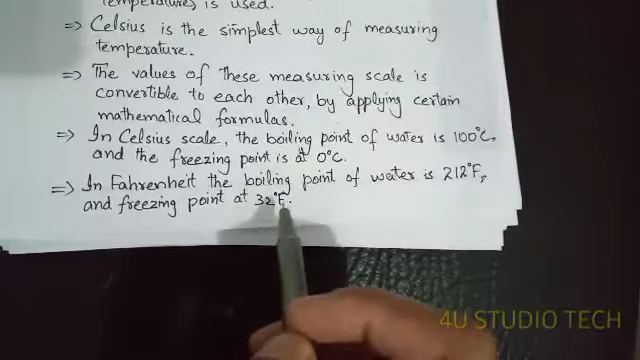 temperature) is used.
⇒ Celsius is the simplest way of measuring
temperature.
⇒ The values of these measuring scale is
convertible to each other, by applying certain
mathematical formulas.
⇒ In Celsius scale, the boiling point of water is 100°C,
and the freezing point is at 0°C.
⇒ In Fahrenheit the boiling point of water is 212°F,
and freezing point at 32°F.
4U STUDIO TECH